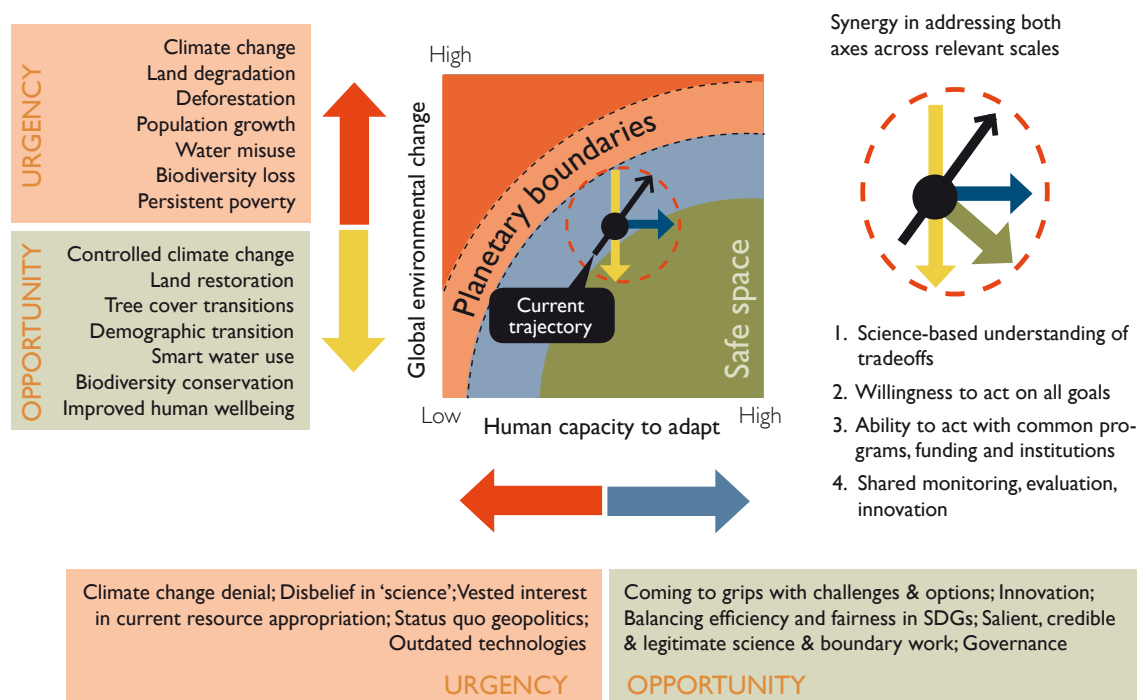 URGENCY
Climate change
Land degradation
Deforestation
Population growth
Water misuse
Biodiversity loss
Persistent poverty
OPPORTUNITY
Controlled climate change
Land restoration
Tree cover transitions
Demographic transition
Smart water use
Biodiversity conservation
Improved human wellbeing
High
Global environmental change
Planetary boundaries
Safe space
Current
trajectory
Low
High
Human capacity to adapt
Synergy in addressing both
axes across relevant scales
1. Science-based understanding of
tradeoffs
2. Willingness to act on all goals
3. Ability to act with common pro-
grams, funding and institutions
4. Shared monitoring, evaluation,
innovation
Climate change denial; Disbelief in ‘science’; Vested interest
in current resource appropriation; Status quo geopolitics;
Outdated technologies
URGENCY
Coming to grips with challenges & options; Innovation;
Balancing efficiency and fairness in SDGs; Salient, credible
& legitimate science & boundary work; Governance
OPPORTUNITY